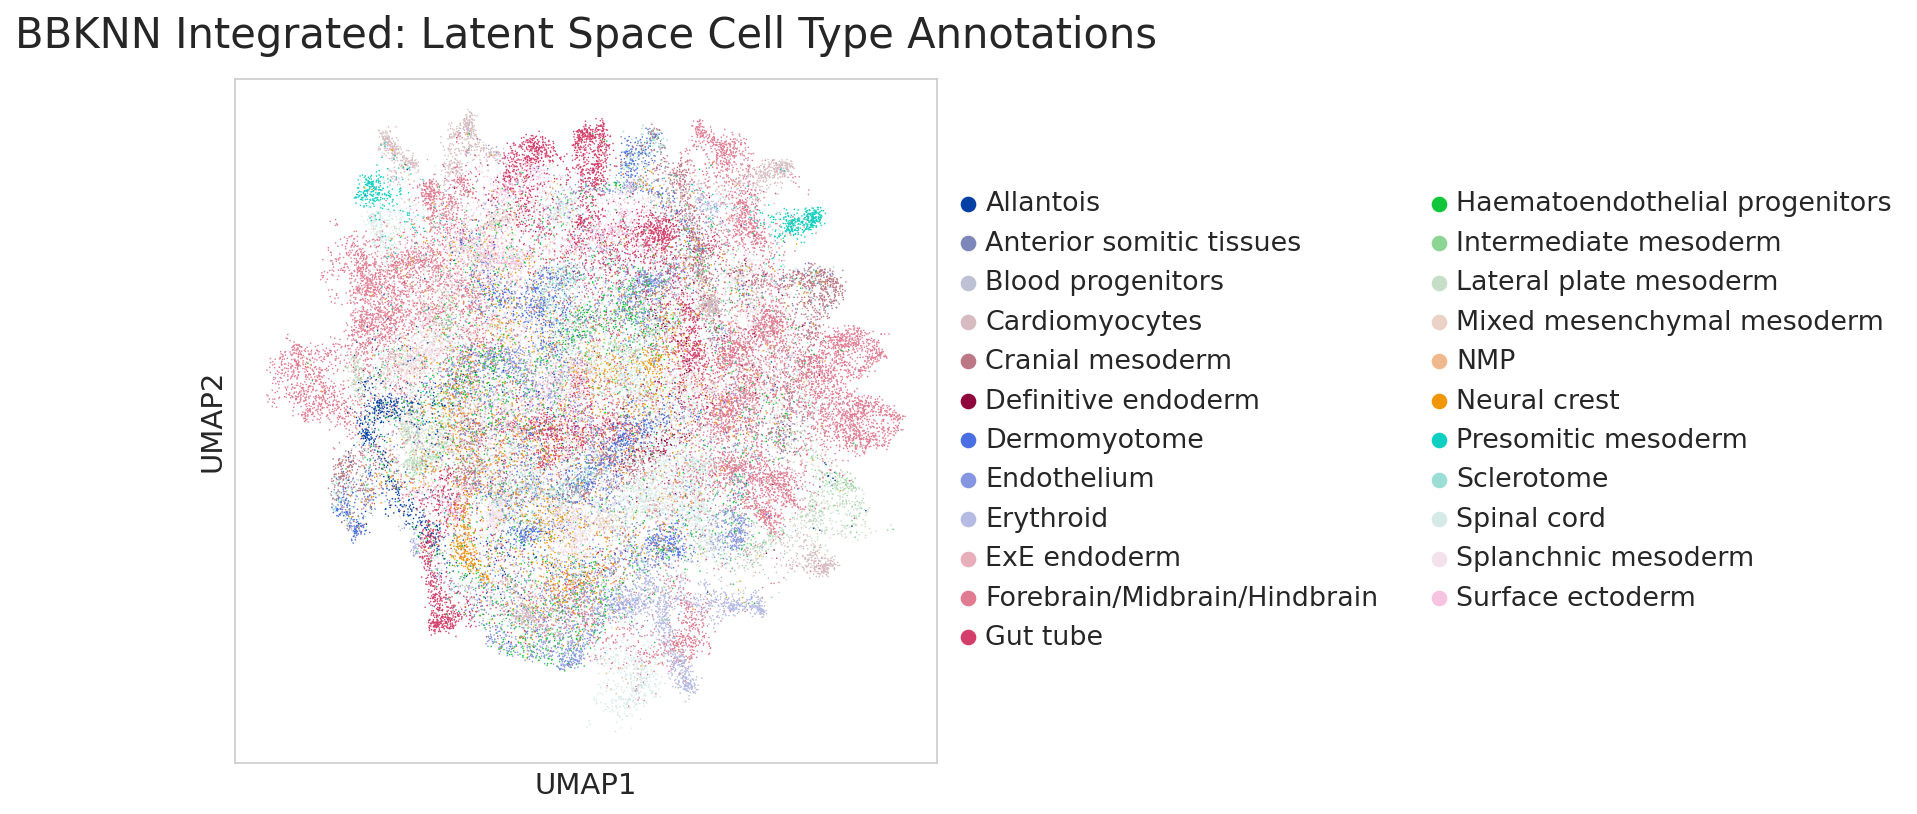 BBKNN Integrated: Latent Space Cell Type Annotations
UMAP2
UMAP1
Allantois
Anterior somitic tissues
Blood progenitors
Cardiomyocytes
Cranial mesoderm
Definitive endoderm
Dermomyotome
Endothelium
Erythroid
ExE endoderm
Forebrain/Midbrain/Hindbrain
Gut tube
Haematoendothelial progenitors
Intermediate mesoderm
Lateral plate mesoderm
Mixed mesenchymal mesoderm
NMP
Neural crest
Presomitic mesoderm
Sclerotome
Spinal cord
Splanchnic mesoderm
Surface ectoderm